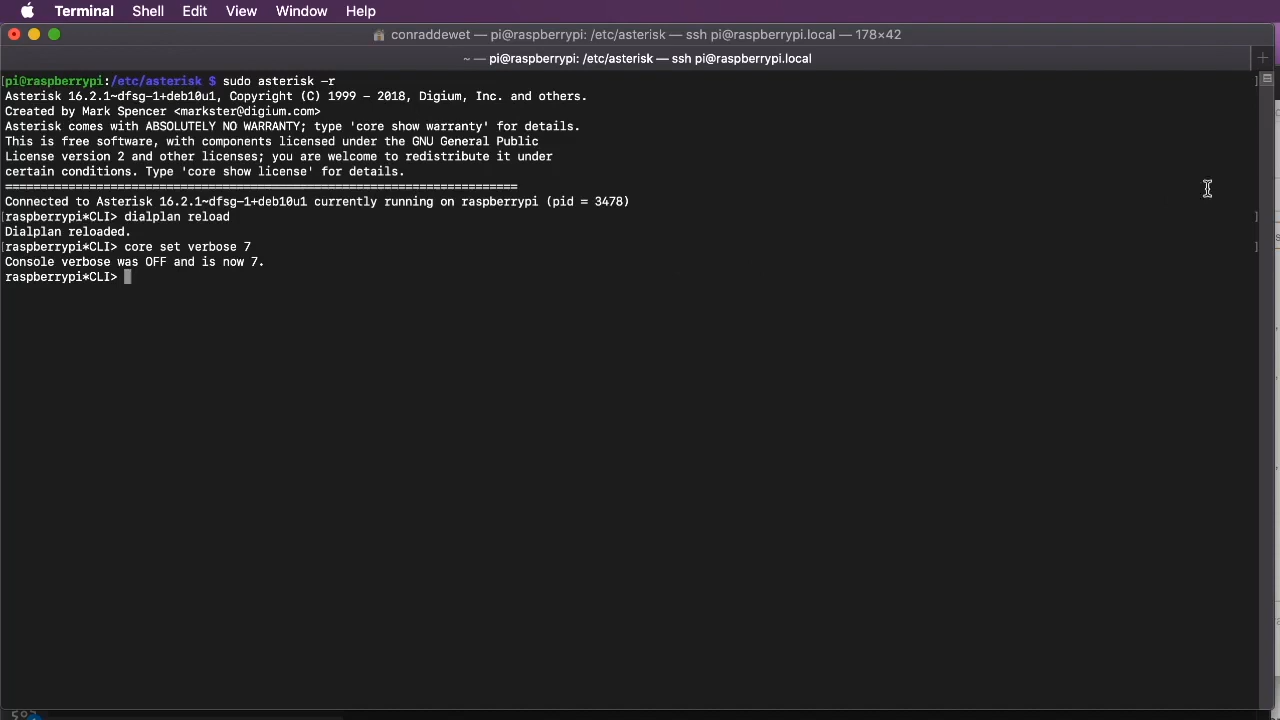 Terminal Shell Edit View Window Help
conraddewet — pi@raspberrypi: /etc/asterisk — ssh pi@raspberrypi.local — 178×42
~ — pi@raspberrypi: /etc/asterisk — ssh pi@raspberrypi.local
[pi@raspberrypi:/etc/asterisk $ sudo asterisk -r ]
Asterisk 16.2.1~dfsg-1+deb10u1, Copyright (C) 1999 - 2018, Digium, Inc. and others.
Created by Mark Spencer <markster@digium.com>
Asterisk comes with ABSOLUTELY NO WARRANTY; type 'core show warranty' for details.
This is free software, with components licensed under the GNU General Public
License version 2 and other licenses; you are welcome to redistribute it under
certain conditions. Type 'core show license' for details.
=========================================================================
Connected to Asterisk 16.2.1~dfsg-1+deb10u1 currently running on raspberrypi (pid = 3478)
[raspberrypi*CLI> dialplan reload ]
Dialplan reloaded.
[raspberrypi*CLI> core set verbose 7 ]
Console verbose was OFF and is now 7.
raspberrypi*CLI>